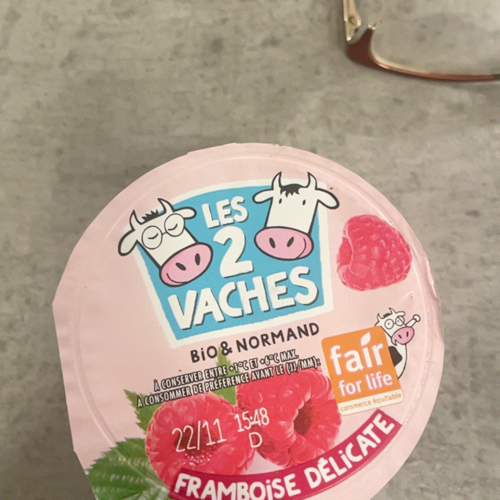 LES
2
VACHES
BiO & NORMAND
À CONSERVER ENTRE +1°C ET +6°C MAX.
À CONSOMMER DE PRÉFÉRENCE AVANT LE (JJ/MM):
fair
for life
commerce équitable
22/11 15:48
D
FRAMBOiSE DÉLiCATE